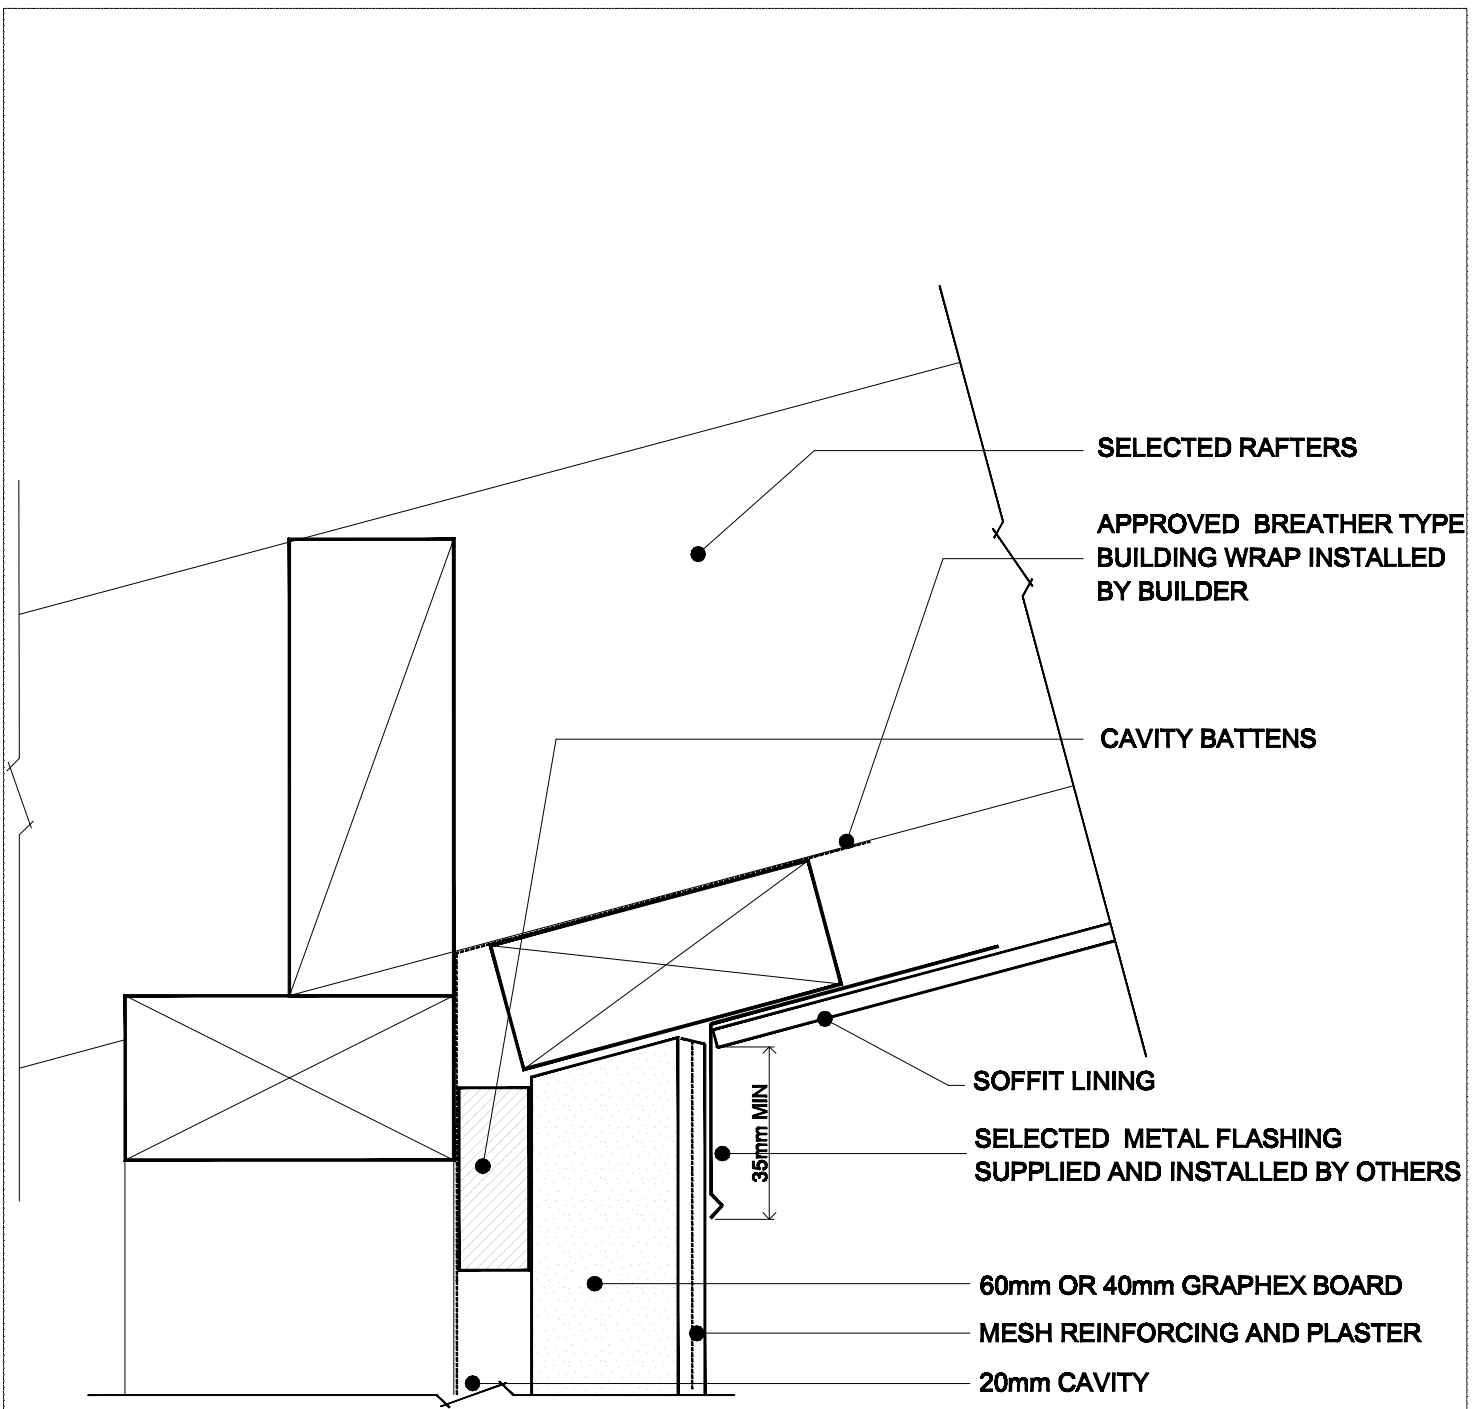 SELECTED RAFTERS
APPROVED BREATHER TYPE
BUILDING WRAP INSTALLED
BY BUILDER
CAVITY BATTENS
SOFFIT LINING
35mm MIN
SELECTED METAL FLASHING
SUPPLIED AND INSTALLED BY OTHERS
60mm OR 40mm GRAPHEX BOARD
MESH REINFORCING AND PLASTER
20mm CAVITY